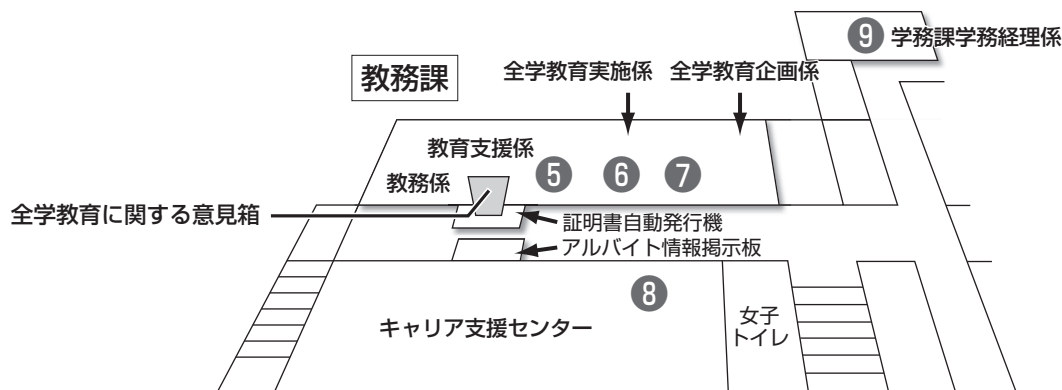 ⑨ 学務課学務経理係
教務課
全学教育実施係 全学教育企画係
教育支援係
⑤ ⑥ ⑦
教務係
全学教育に関する意見箱
証明書自動発行機
アルバイト情報掲示板
⑧
キャリア支援センター
女子
トイレ